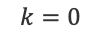 k = 0